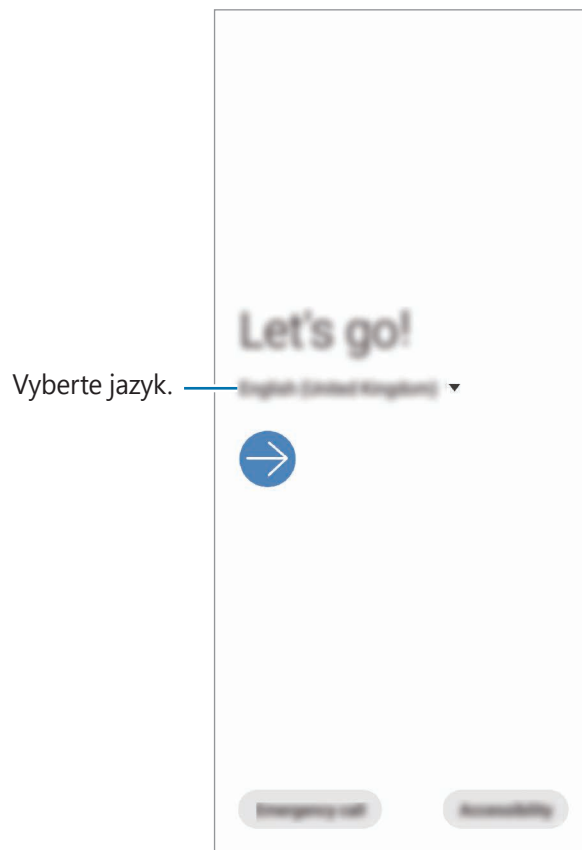 Let's go!
Vyberte jazyk.
English (United Kingdom)
Emergency call
Accessibility